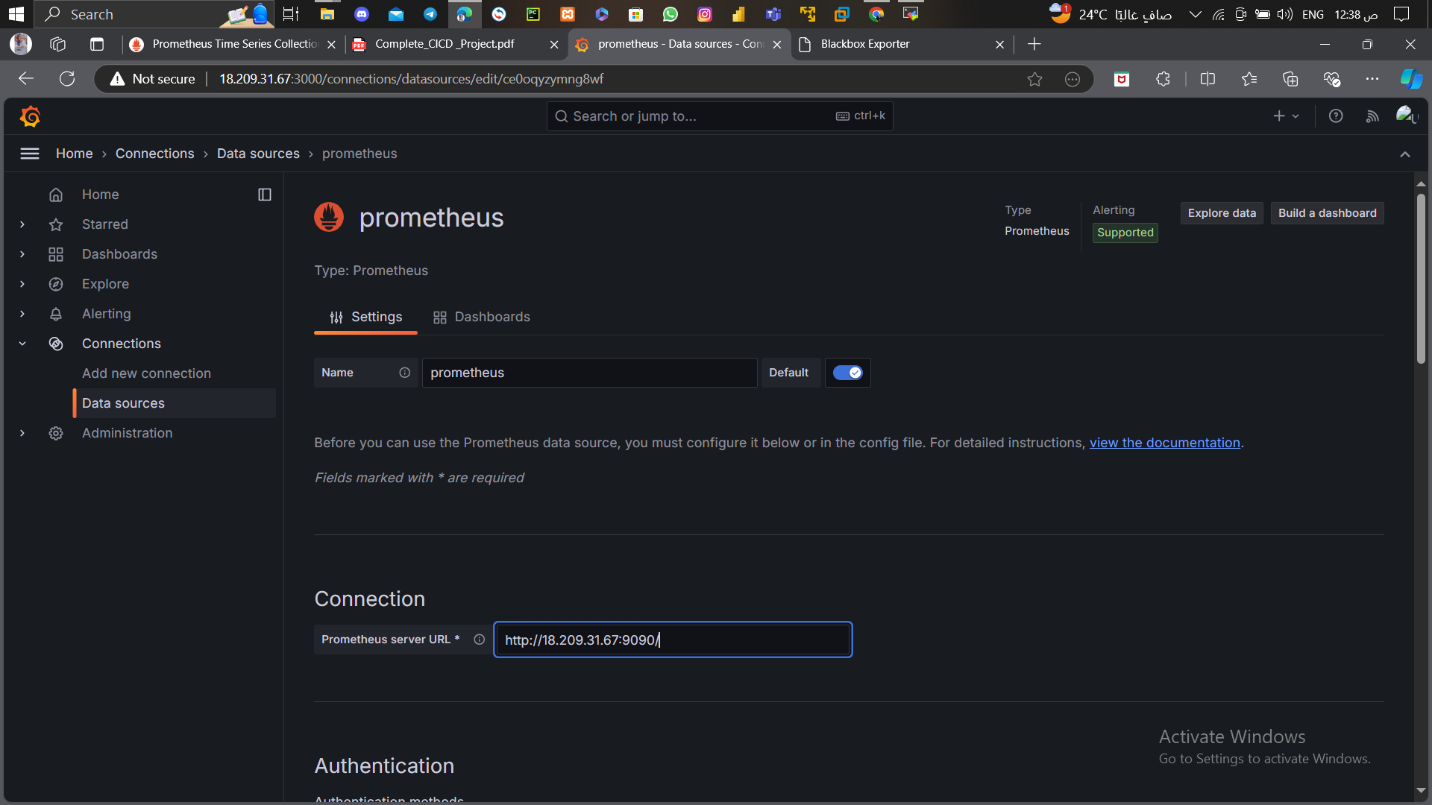 Search
24°C صافٍ غالبًا
ENG
12:38 ص
Prometheus Time Series Collectio
Complete_CICD _Project.pdf
prometheus - Data sources - Con
Blackbox Exporter
Not secure
18.209.31.67:3000/connections/datasources/edit/ce0oqyzymng8wf
Search or jump to...
ctrl+k
Home › Connections › Data sources › prometheus
Home
Starred
Dashboards
Explore
Alerting
Connections
Add new connection
Data sources
Administration
prometheus
Type
Prometheus
Alerting
Supported
Explore data
Build a dashboard
Type: Prometheus
Settings
Dashboards
Name
prometheus
Default
Before you can use the Prometheus data source, you must configure it below or in the config file. For detailed instructions, view the documentation.
Fields marked with * are required
Connection
Prometheus server URL *
http://18.209.31.67:9090/
Authentication
Authentication methods
Activate Windows
Go to Settings to activate Windows.